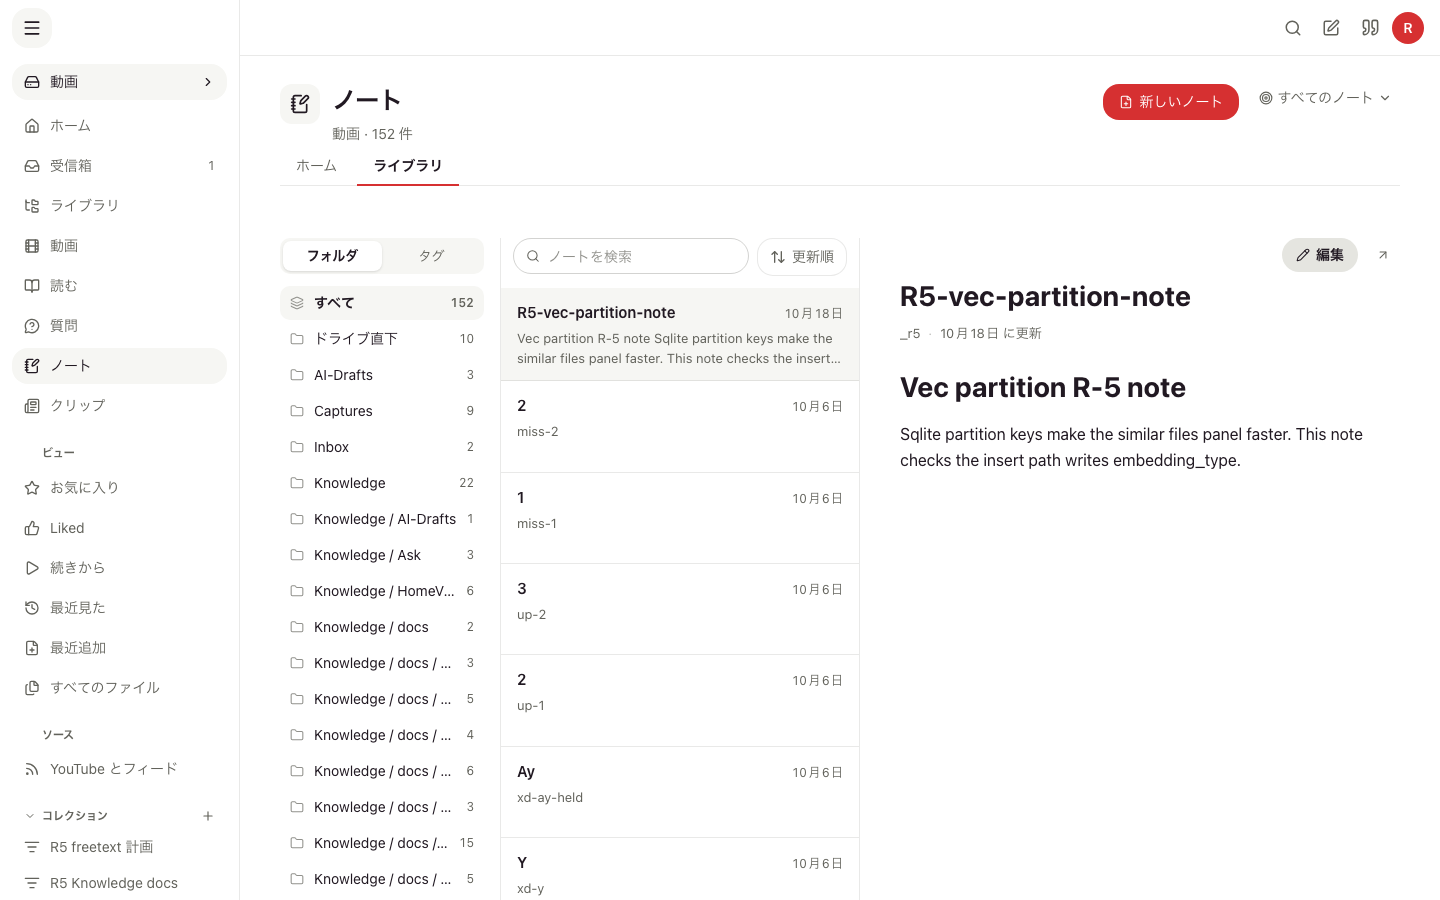 R
動画
ホーム
受信箱 1
ライブラリ
動画
読む
質問
ノート
クリップ
ビュー
お気に入り
Liked
続きから
最近見た
最近追加
すべてのファイル
ソース
YouTube とフィード
コレクション
R5 freetext 計画
R5 Knowledge docs
ノート
動画 · 152 件
新しいノート
すべてのノート
ホーム
ライブラリ
フォルダ
タグ
すべて 152
ドライブ直下 10
AI-Drafts 3
Captures 9
Inbox 2
Knowledge 22
Knowledge / AI-Drafts 1
Knowledge / Ask 3
Knowledge / HomeV... 6
Knowledge / docs 2
Knowledge / docs / ... 3
Knowledge / docs / ... 5
Knowledge / docs / ... 4
Knowledge / docs / ... 6
Knowledge / docs / ... 3
Knowledge / docs /... 15
Knowledge / docs / ... 5
ノートを検索
更新順
R5-vec-partition-note 10月18日
Vec partition R-5 note Sqlite partition keys make the
similar files panel faster. This note checks the insert...
2 10月6日
miss-2
1 10月6日
miss-1
3 10月6日
up-2
2 10月6日
up-1
Ay 10月6日
xd-ay-held
Y 10月6日
xd-y
編集
R5-vec-partition-note
_r5 · 10月18日 に更新
Vec partition R-5 note
Sqlite partition keys make the similar files panel faster. This note
checks the insert path writes embedding_type.